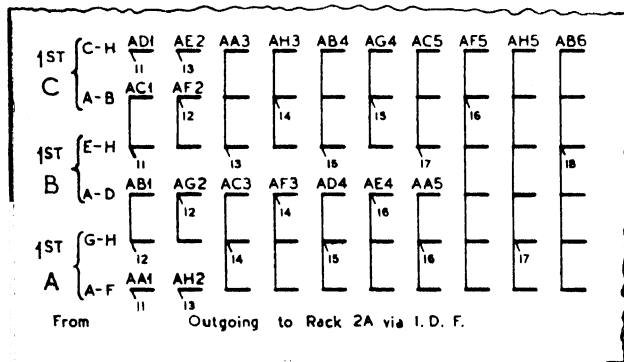 1ST C C-H AD1 AE2 AA3 AH3 AB4 AG4 AC5 AF5 AH5 AB6
11 13
A-B AC1 AF2
12 14 15 16
1ST B E-H
11 13 15 17 18
A-D AB1 AG2 AC3 AF3 AD4 AE4 AA5
12 14 16
1ST A G-H
12 14 15 16 17
A-F AA1 AH2
11 13
From Outgoing to Rack 2A via I. D. F.